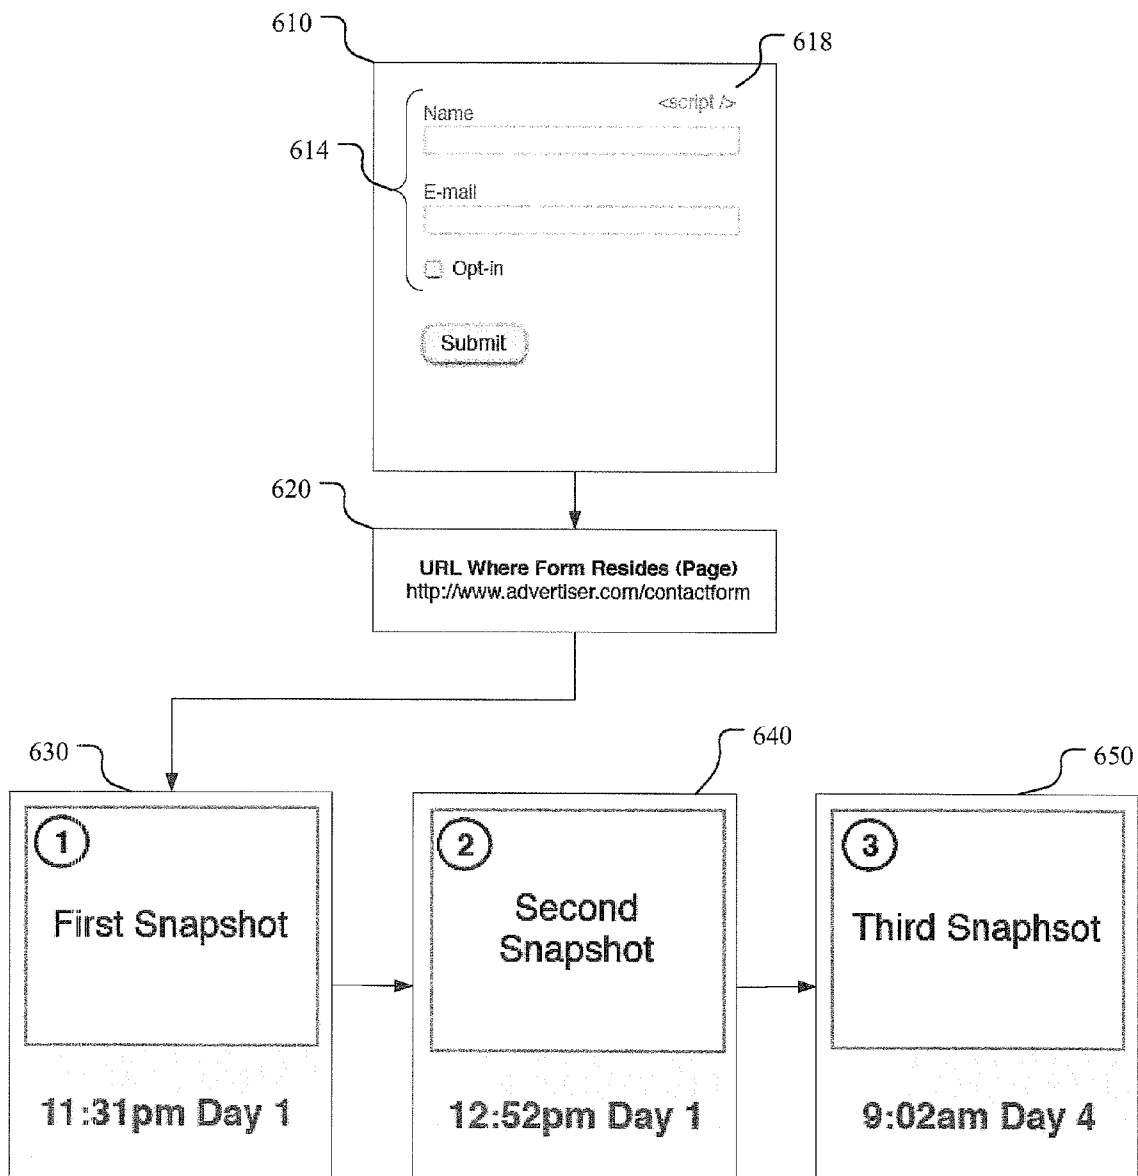 610
618
<script />
Name
614
E-mail
Opt-in
Submit
620
URL Where Form Resides (Page)
http://www.advertiser.com/contactform
630
640
650
1
First Snapshot
2
Second
Snapshot
3
Third Snaphsot
11:31pm Day 1
12:52pm Day 1
9:02am Day 4